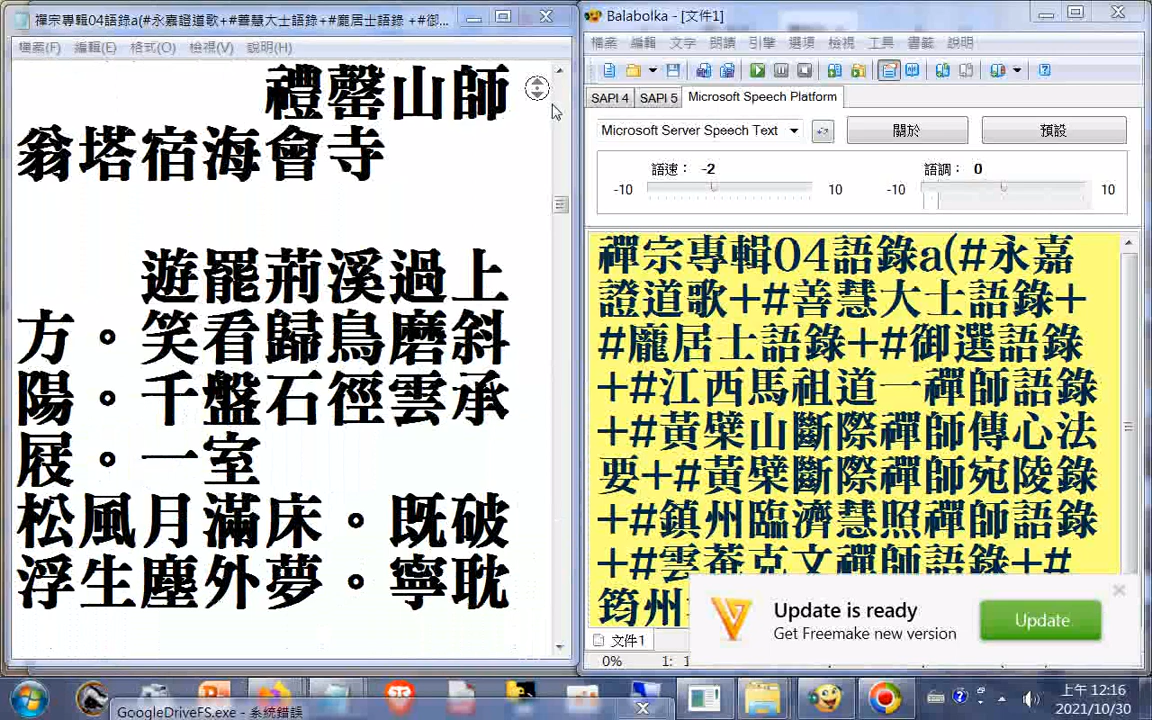 禪宗專輯04語錄a(#永嘉證道歌+#善慧大士語錄+#龐居士語錄 +#御...
檔案(F) 編輯(E) 格式(O) 檢視(V) 說明(H)
禮罄山師
翁塔宿海會寺
遊罷荊溪過上
方。笑看歸鳥磨斜
陽。千盤石徑雲承
屐。一室
松風月滿床。既破
浮生塵外夢。寧耽
Balabolka - [文件1]
檔案 編輯 文字 朗讀 引擎 選項 檢視 工具 書籤 說明
SAPI 4 SAPI 5 Microsoft Speech Platform
Microsoft Server Speech Text 關於 預設
語速： -2 語調： 0
-10 10 -10 10
禪宗專輯04語錄a(#永嘉
證道歌+#善慧大士語錄+
#龐居士語錄+#御選語錄
+#江西馬祖道一禪師語錄
+#黃檗山斷際禪師傳心法
要+#黃檗斷際禪師宛陵錄
+#鎮州臨濟慧照禪師語錄
+#雲菴克文禪師語錄+#
筠州
Update is ready
Get Freemake new version
Update
文件1
0% 1:
GoogleDriveFS.exe - 系統錯誤
上午 12:16
2021/10/30